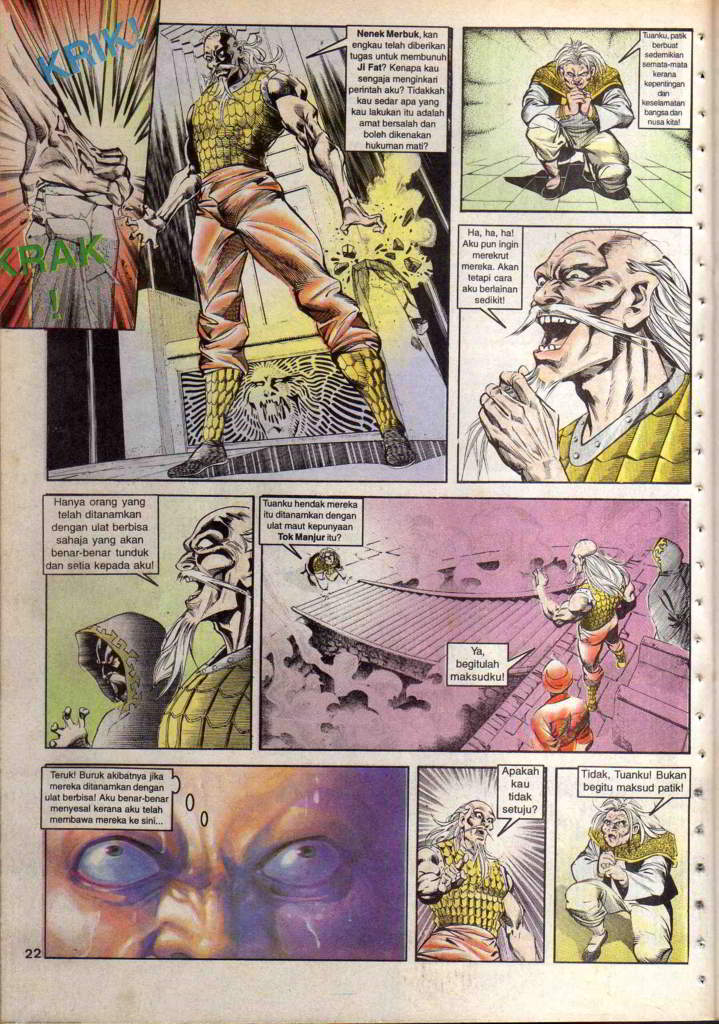 KRIK!
KRAK
!
Nenek Merbuk, kan
engkau telah diberikan
tugas untuk membunuh
Ji Fat? Kenapa kau
sengaja menginkari
perintah aku? Tidakkah
kau sedar apa yang
kau lakukan itu adalah
amat bersalah dan
boleh dikenakan
hukuman mati?
Tuanku, patik
berbuat
sedemikian
semata-mata
kerana
kepentingan
dan
keselamatan
bangsa dan
nusa kita!
Ha, ha, ha!
Aku pun ingin
merekrut
mereka. Akan
tetapi cara
aku berlainan
sedikit!
Hanya orang yang
telah ditanamkan
dengan ulat berbisa
sahaja yang akan
benar-benar tunduk
dan setia kepada aku!
Tuanku hendak mereka
itu ditanamkan dengan
ulat maut kepunyaan
Tok Manjur itu?
Ya,
begitulah
maksudku!
Teruk! Buruk akibatnya jika
mereka ditanamkan dengan
ulat berbisa! Aku benar-benar
menyesal kerana aku telah
membawa mereka ke sini...
Apakah
kau
tidak
setuju?
Tidak, Tuanku! Bukan
begitu maksud patik!
22